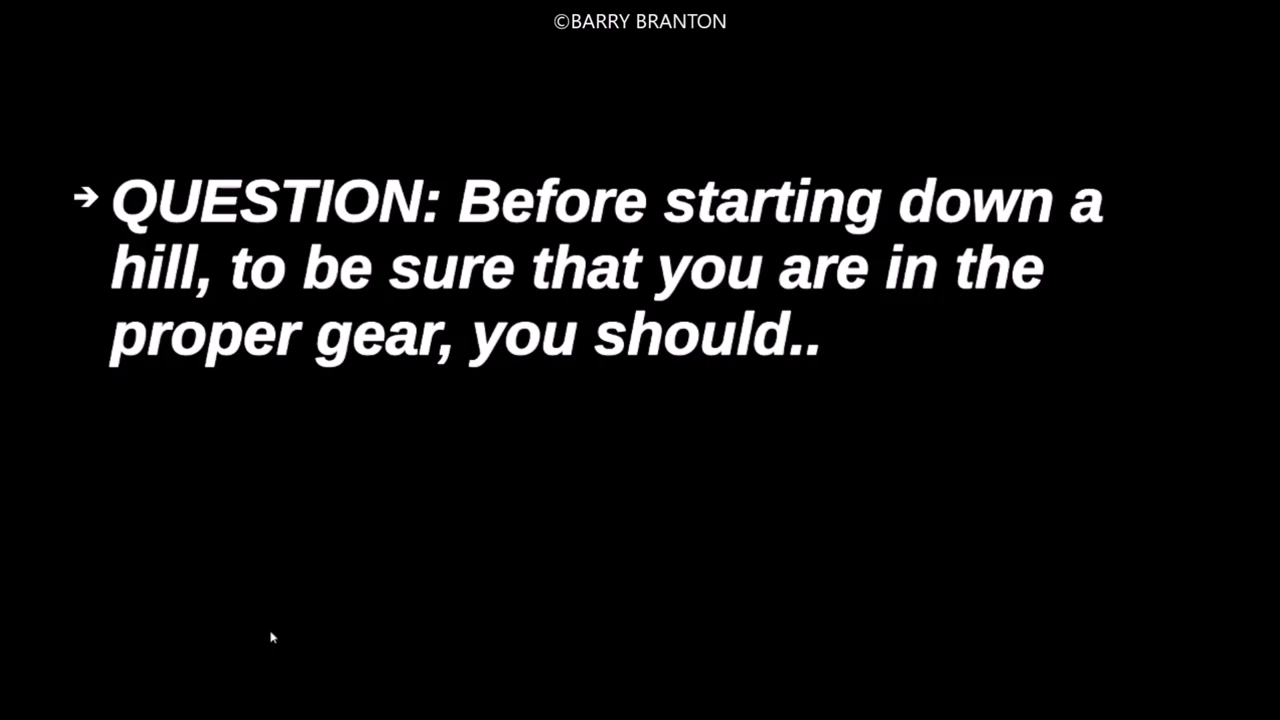 ©BARRY BRANTON
➔ QUESTION: Before starting down a
hill, to be sure that you are in the
proper gear, you should..